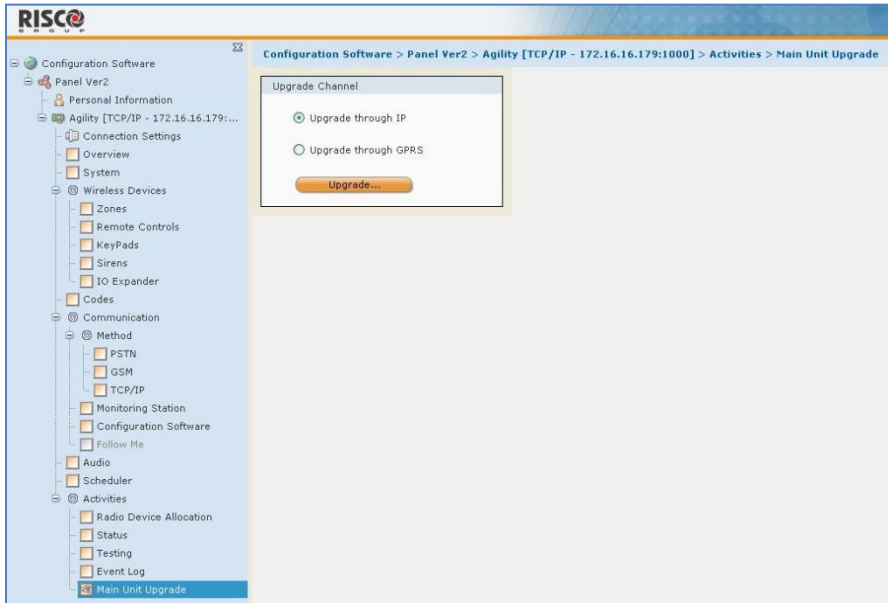 RISCO
GROUP
Configuration Software > Panel Ver2 > Agility [TCP/IP - 172.16.16.179:1000] > Activities > Main Unit Upgrade
Configuration Software
Panel Ver2
Personal Information
Agility [TCP/IP - 172.16.16.179:...
Connection Settings
Overview
System
Wireless Devices
Zones
Remote Controls
KeyPads
Sirens
IO Expander
Codes
Communication
Method
PSTN
GSM
TCP/IP
Monitoring Station
Configuration Software
Follow Me
Audio
Scheduler
Activities
Radio Device Allocation
Status
Testing
Event Log
Main Unit Upgrade
Upgrade Channel
Upgrade through IP
Upgrade through GPRS
Upgrade...